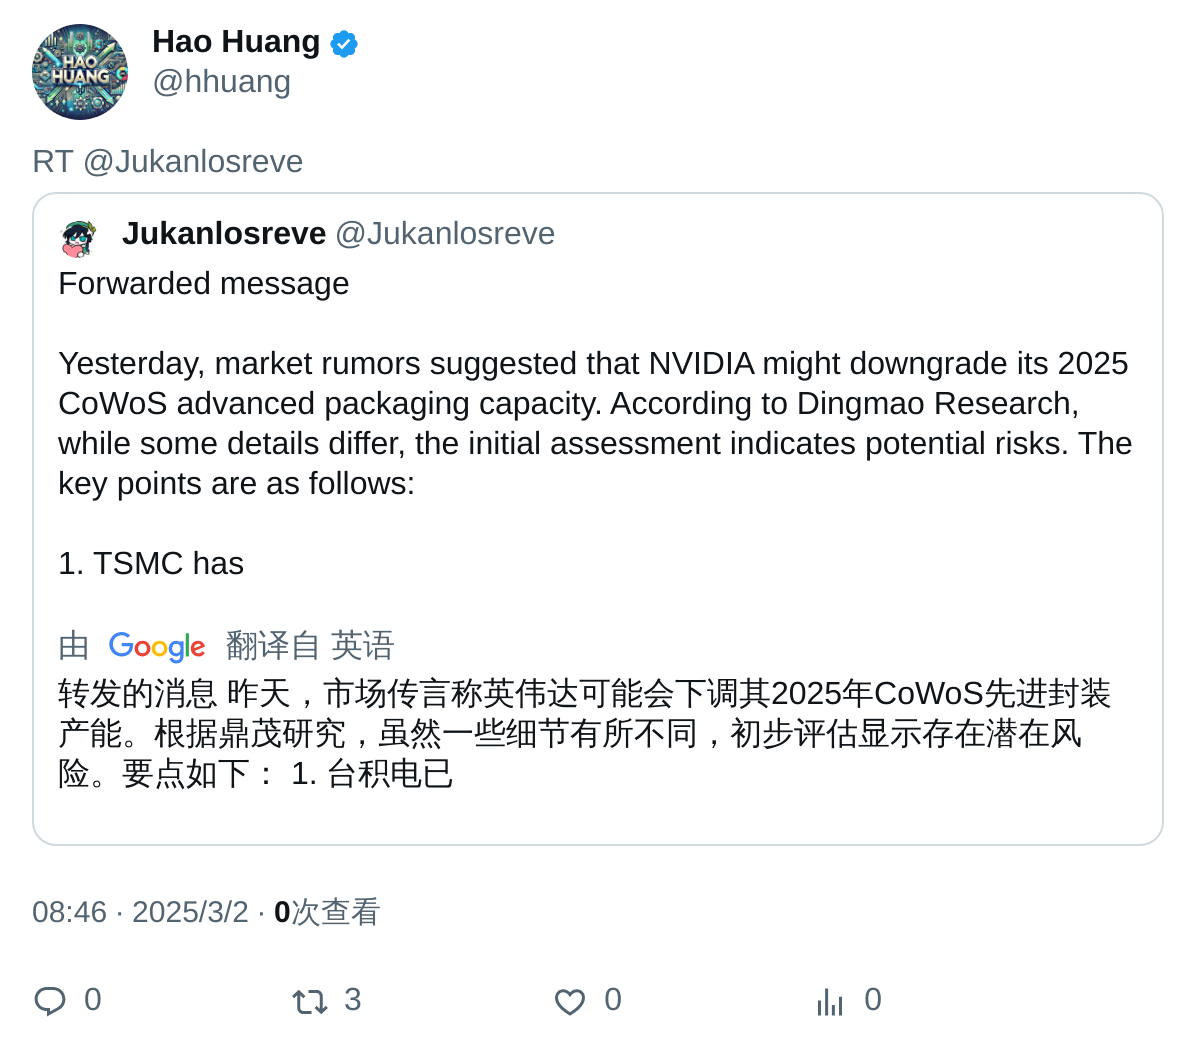 HAO
HUANG
Hao Huang
@hhuang
RT @Jukanlosreve
Jukanlosreve @Jukanlosreve
Forwarded message
Yesterday, market rumors suggested that NVIDIA might downgrade its 2025
CoWoS advanced packaging capacity. According to Dingmao Research,
while some details differ, the initial assessment indicates potential risks. The
key points are as follows:
1. TSMC has
由 Google 翻译自 英语
转发的消息 昨天，市场传言称英伟达可能会下调其2025年CoWoS先进封装
产能。根据鼎茂研究，虽然一些细节有所不同，初步评估显示存在潜在风
险。要点如下： 1. 台积电已
08:46 · 2025/3/2 · 0次查看
0 3 0 0